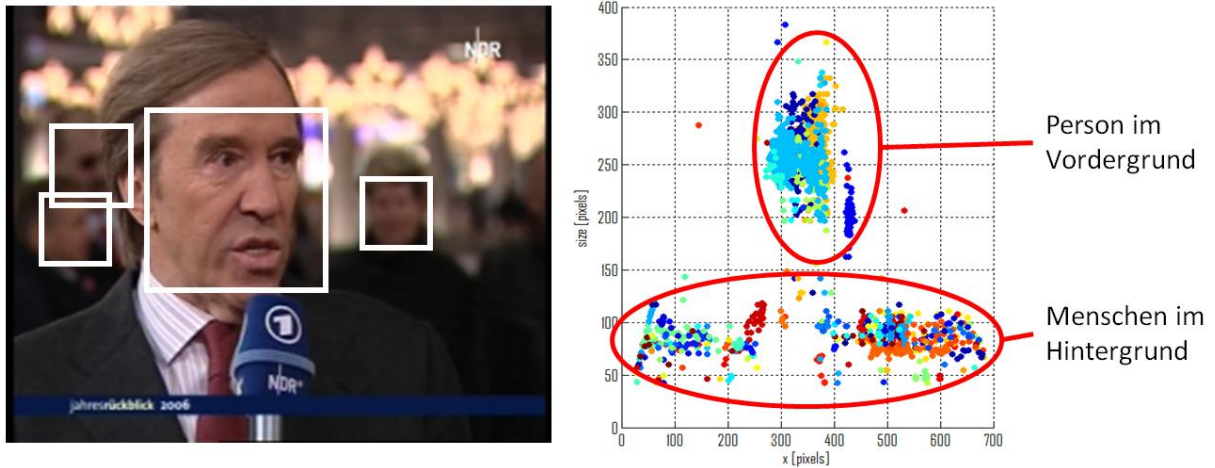 NDR
NDR
jahresrückblick 2006
400
350
300
250
200
150
100
50
0
size [pixels]
0 100 200 300 400 500 600 700
x [pixels]
Person im
Vordergrund
Menschen im
Hintergrund